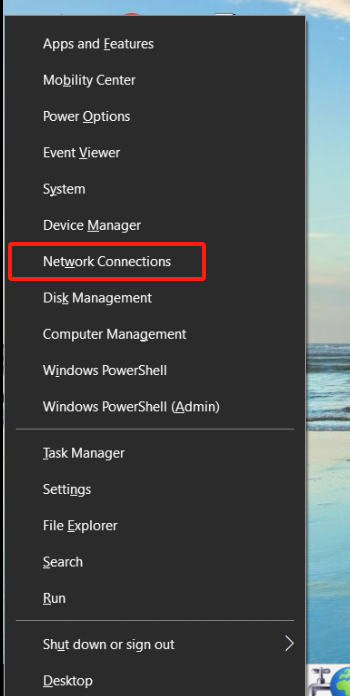 Apps and Features
Mobility Center
Power Options
Event Viewer
System
Device Manager
Network Connections
Disk Management
Computer Management
Windows PowerShell
Windows PowerShell (Admin)
Task Manager
Settings
File Explorer
Search
Run
Shut down or sign out
Desktop